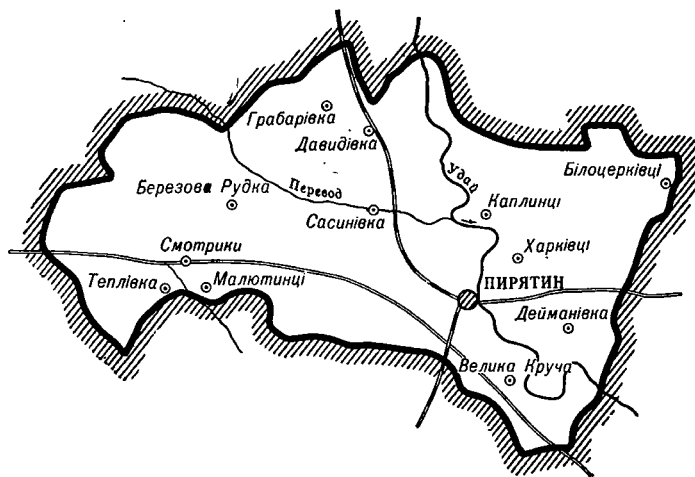 Грабарівка
Давидівка
Удай
Білоцерківці
Березова Рудка
Перевод
Каплинці
Сасинівка
Смотрики
Харківці
Теплівка
Малютинці
ПИРЯТИН
Дейманівка
Велика Круча